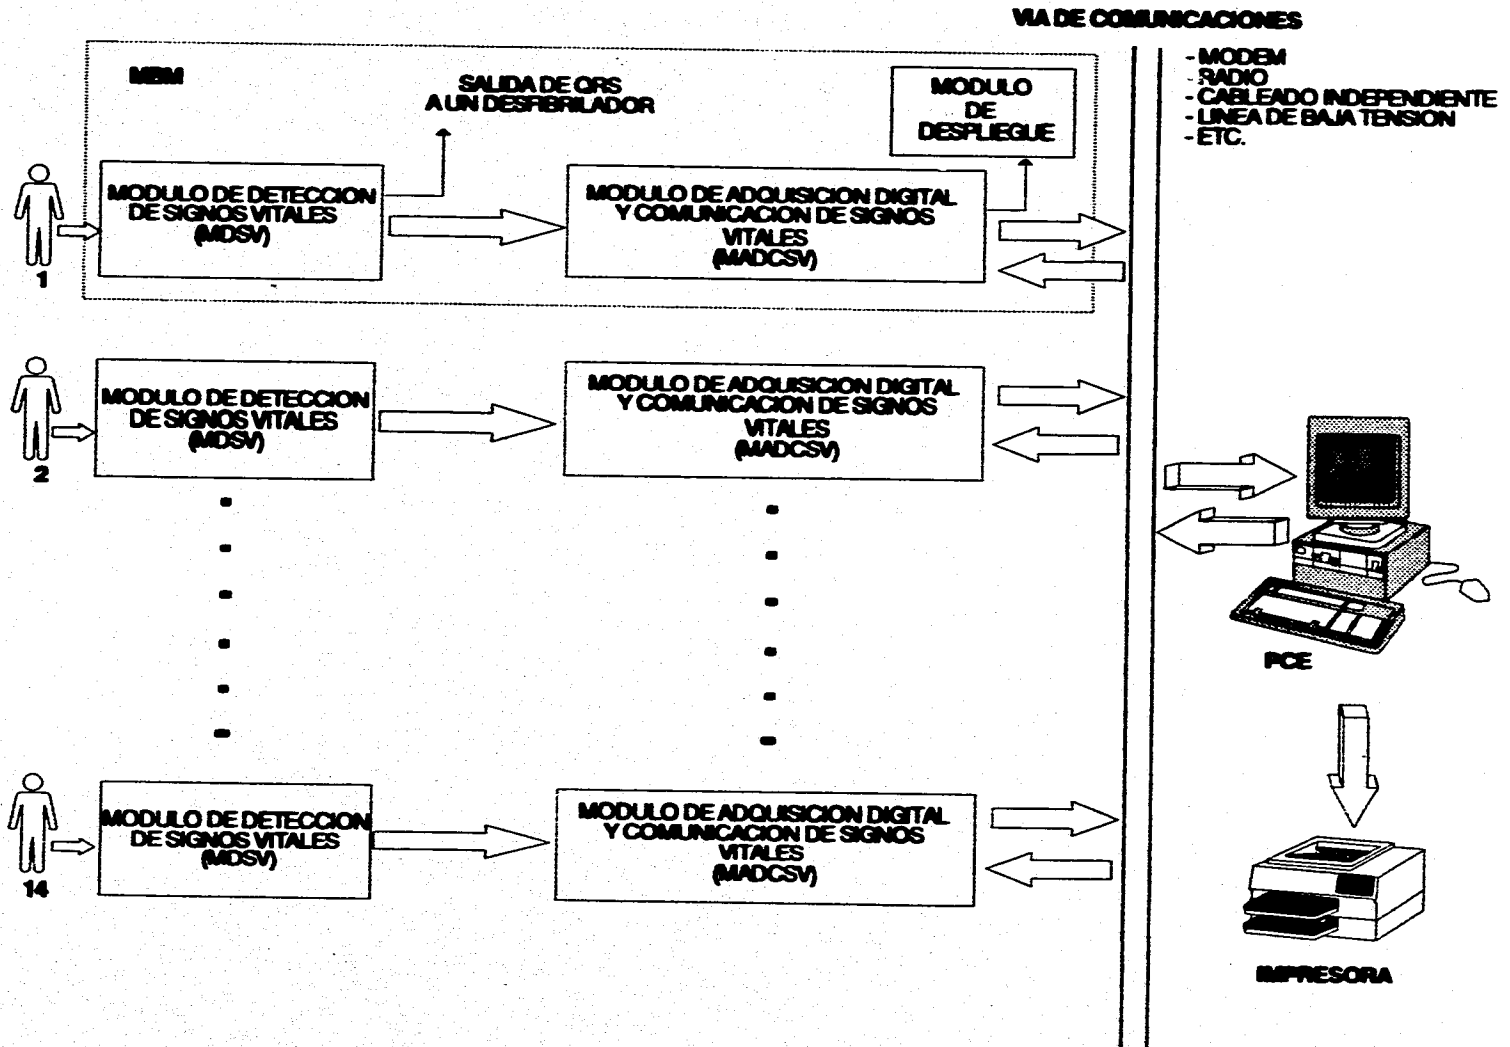 VIA DE COMUNICACIONES
- MODEM
- RADIO
- CABLEADO INDEPENDIENTE
- LINEA DE BAJA TENSION
- ETC.
MBM
SALIDA DE QRS
A UN DESFIBRILADOR
MODULO
DE
DESPLIEGUE
MODULO DE DETECCION
DE SIGNOS VITALES
(MDSV)
MODULO DE ADQUISICION DIGITAL
Y COMUNICACION DE SIGNOS
VITALES
(MADCSV)
1
MODULO DE DETECCION
DE SIGNOS VITALES
(MDSV)
MODULO DE ADQUISICION DIGITAL
Y COMUNICACION DE SIGNOS
VITALES
(MADCSV)
2
PCE
MODULO DE DETECCION
DE SIGNOS VITALES
(MDSV)
MODULO DE ADQUISICION DIGITAL
Y COMUNICACION DE SIGNOS
VITALES
(MADCSV)
14
IMPRESORA